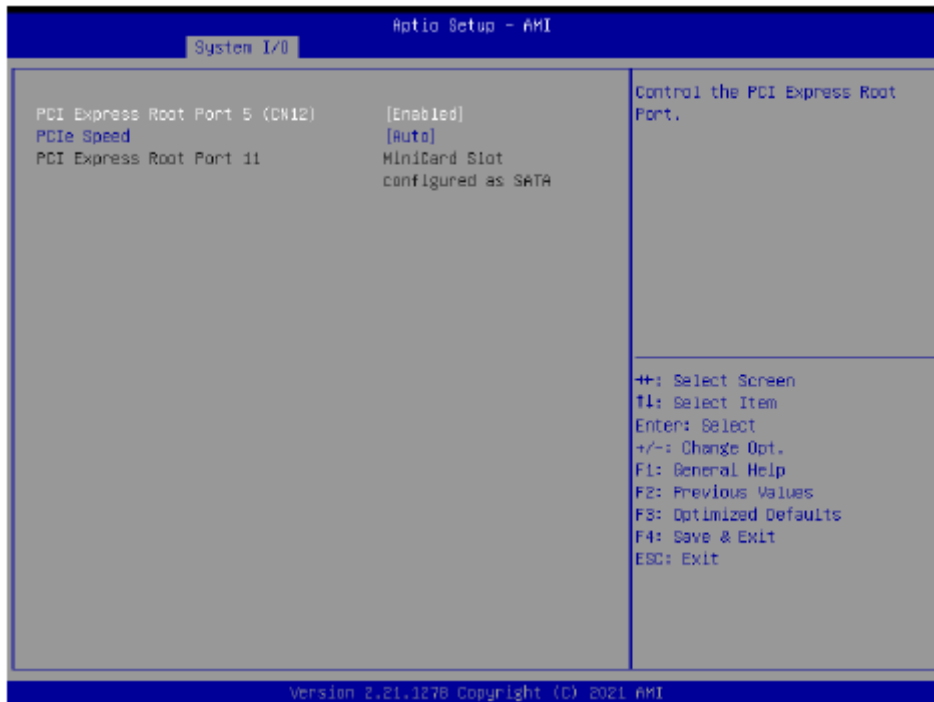 Aptio Setup - AMI
System I/O
PCI Express Root Port 5 (CN12) [Enabled]
PCIe Speed [Auto]
PCI Express Root Port 11 MiniCard Slot
configured as SATA
Control the PCI Express Root
Port.
→←: Select Screen
↑↓: Select Item
Enter: Select
+/-: Change Opt.
F1: General Help
F2: Previous Values
F3: Optimized Defaults
F4: Save & Exit
ESC: Exit
Version 2.21.1278 Copyright (C) 2021 AMI